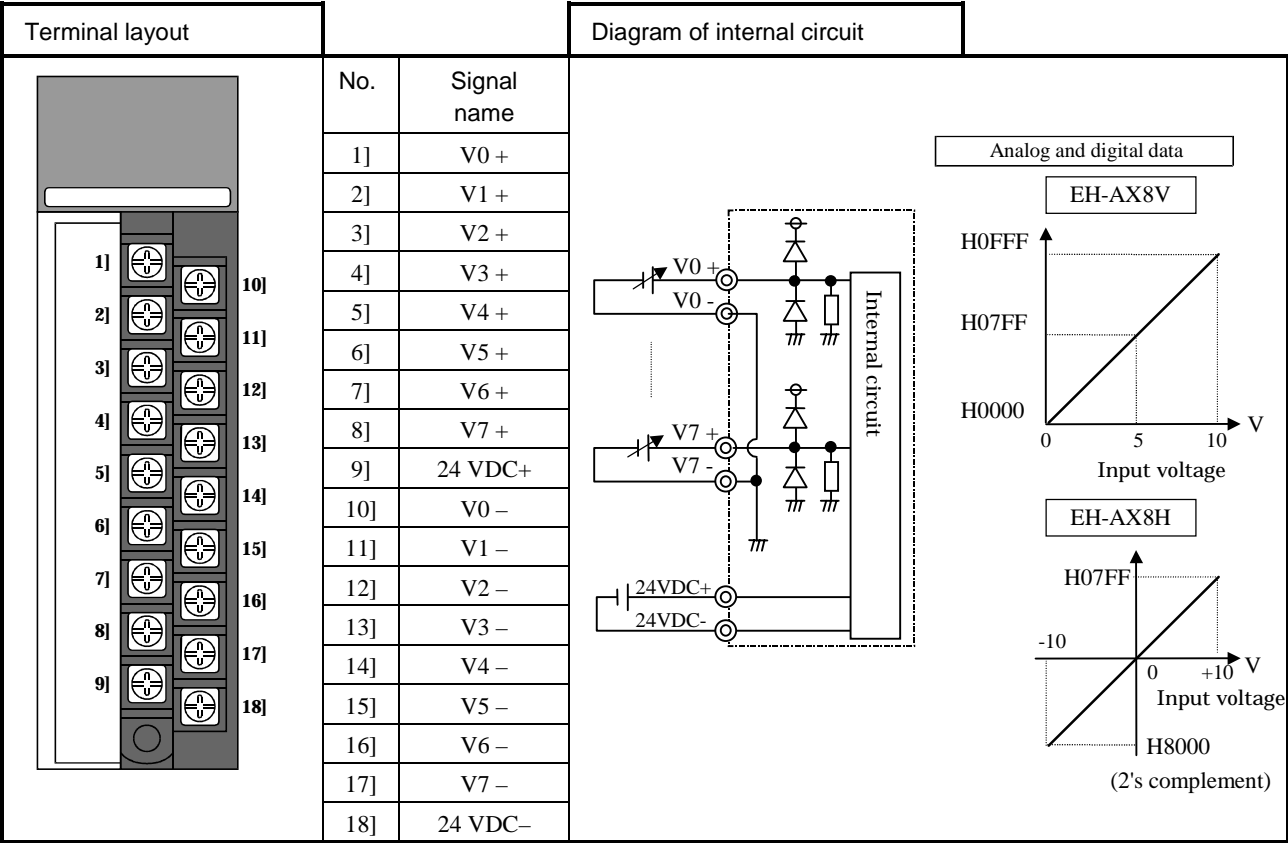 Terminal layout
Diagram of internal circuit
No. Signal name
1] V0 +
2] V1 +
3] V2 +
4] V3 +
5] V4 +
6] V5 +
7] V6 +
8] V7 +
9] 24 VDC+
10] V0 –
11] V1 –
12] V2 –
13] V3 –
14] V4 –
15] V5 –
16] V6 –
17] V7 –
18] 24 VDC–
1]
2]
3]
4]
5]
6]
7]
8]
9]
10]
11]
12]
13]
14]
15]
16]
17]
18]
V0 +
V0 -
V7 +
V7 -
24VDC+
24VDC-
Internal circuit
Analog and digital data
EH-AX8V
H0FFF
H07FF
H0000
0 5 10 V
Input voltage
EH-AX8H
H07FF
-10
0 +10 V
Input voltage
H8000
(2's complement)